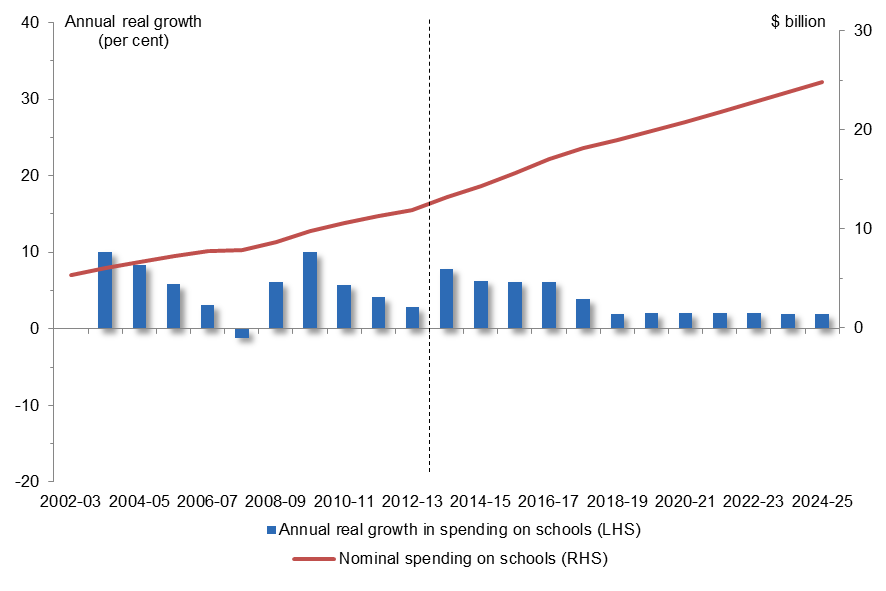 Annual real growth
(per cent)
$ billion
40
30
20
10
0
-10
-20
30
20
10
0
2002-03 2004-05 2006-07 2008-09 2010-11 2012-13 2014-15 2016-17 2018-19 2020-21 2022-23 2024-25
Annual real growth in spending on schools (LHS)
Nominal spending on schools (RHS)